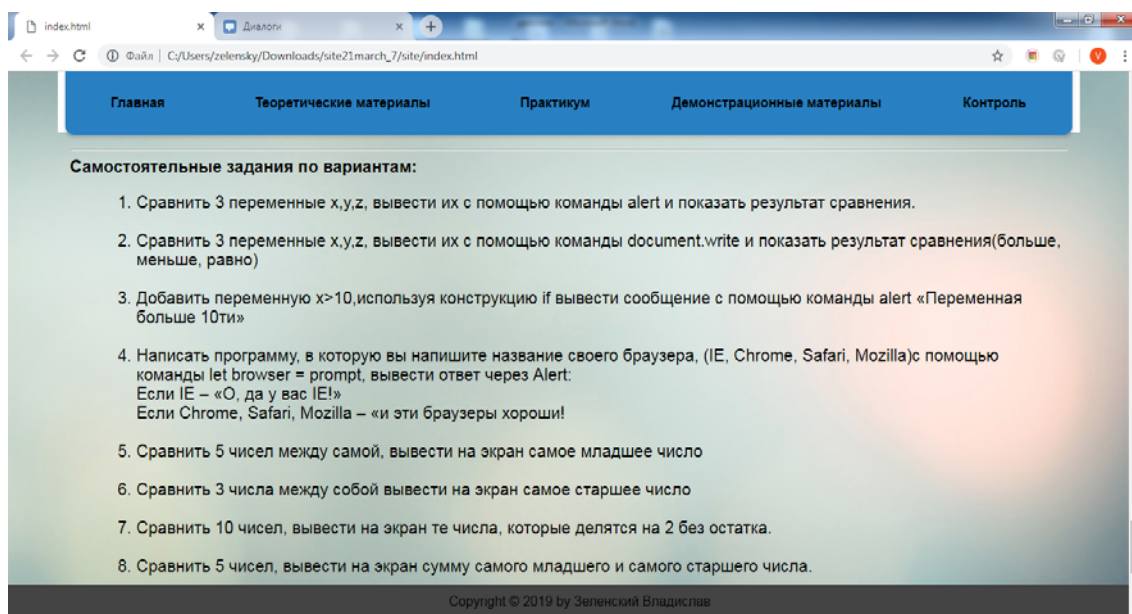 index.html
Диалоги
Файл | C:/Users/zelensky/Downloads/site21march_7/site/index.html
V
Главная Теоретические материалы Практикум Демонстрационные материалы Контроль
Самостоятельные задания по вариантам:
1. Сравнить 3 переменные x,y,z, вывести их с помощью команды alert и показать результат сравнения.
2. Сравнить 3 переменные x,y,z, вывести их с помощью команды document.write и показать результат сравнения(больше,
меньше, равно)
3. Добавить переменную x>10,используя конструкцию if вывести сообщение с помощью команды alert «Переменная
больше 10ти»
4. Написать программу, в которую вы напишите название своего браузера, (IE, Chrome, Safari, Mozilla)с помощью
команды let browser = prompt, вывести ответ через Alert:
Если IE – «О, да у вас IE!»
Если Chrome, Safari, Mozilla – «и эти браузеры хороши!
5. Сравнить 5 чисел между самой, вывести на экран самое младшее число
6. Сравнить 3 числа между собой вывести на экран самое старшее число
7. Сравнить 10 чисел, вывести на экран те числа, которые делятся на 2 без остатка.
8. Сравнить 5 чисел, вывести на экран сумму самого младшего и самого старшего числа.
Copyright © 2019 by Зеленский Владислав